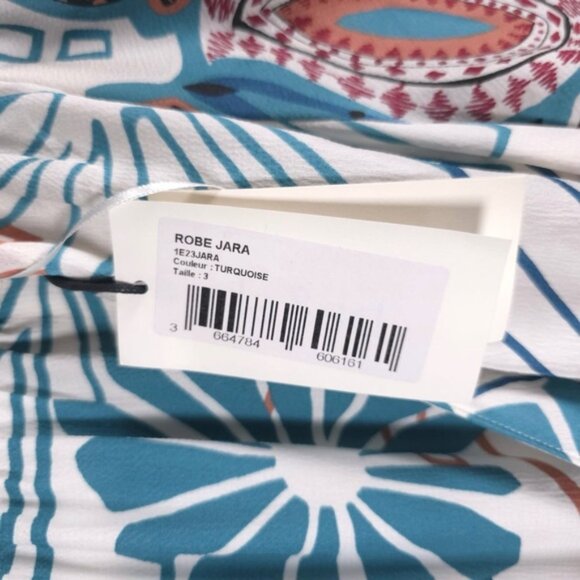 ROBE JARA
1E23JARA
Couleur : TURQUOISE
Taille : 3
3 664784 606161